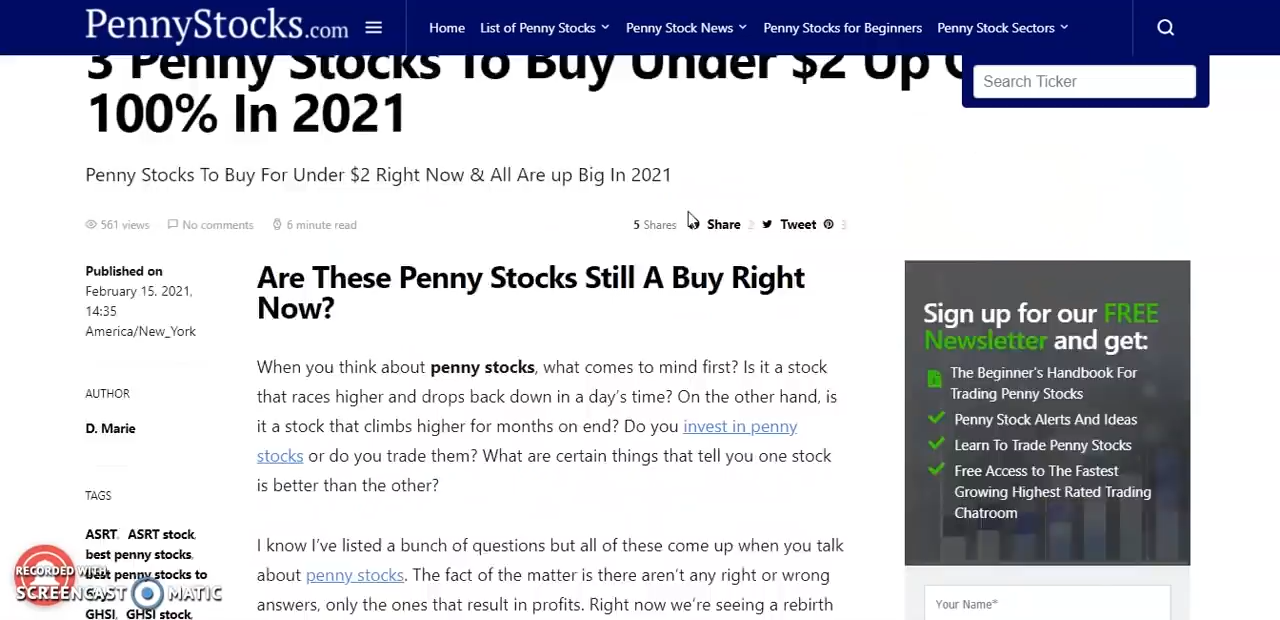 PennyStocks.com
Home List of Penny Stocks Penny Stock News Penny Stocks for Beginners Penny Stock Sectors
Search Ticker
3 Penny Stocks To Buy Under $2 Up
100% In 2021
Penny Stocks To Buy For Under $2 Right Now & All Are up Big In 2021
561 views No comments 6 minute read
5 Shares Share 2 Tweet 3
Published on
February 15, 2021,
14:35
America/New_York
AUTHOR
D. Marie
TAGS
ASRT, ASRT stock,
best penny stocks,
best penny stocks to
GHSI, GHSI stock,
Are These Penny Stocks Still A Buy Right
Now?
When you think about penny stocks, what comes to mind first? Is it a stock
that races higher and drops back down in a day's time? On the other hand, is
it a stock that climbs higher for months on end? Do you invest in penny
stocks or do you trade them? What are certain things that tell you one stock
is better than the other?
I know I've listed a bunch of questions but all of these come up when you talk
about penny stocks. The fact of the matter is there aren't any right or wrong
answers, only the ones that result in profits. Right now we're seeing a rebirth
Sign up for our FREE
Newsletter and get:
The Beginner's Handbook For
Trading Penny Stocks
Penny Stock Alerts And Ideas
Learn To Trade Penny Stocks
Free Access to The Fastest
Growing Highest Rated Trading
Chatroom
Your Name*
RECORDED WITH
SCREENCAST MATIC